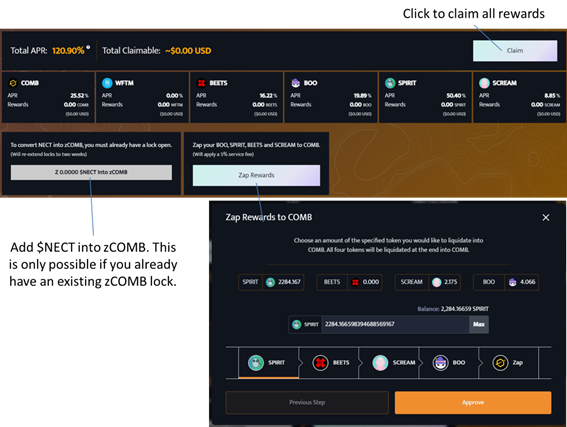 Click to claim all rewards
Total APR: 120.90% Total Claimable: ~$0.00 USD Claim
COMB WFTM BEETS BOO SPIRIT SCREAM
APR 25.52 % APR 0.00 % APR 16.22 % APR 19.89 % APR 50.40 % APR 8.85 %
Rewards 0.00 COMB Rewards 0.00 WFTM Rewards 0.00 BEETS Rewards 0.00 BOO Rewards 0.00 SPIRIT Rewards 0.00 SCREAM
($0.00 USD) ($0.00 USD) ($0.00 USD) ($0.00 USD) ($0.00 USD) ($0.00 USD)
To convert NECT into zCOMB, you must already have a lock open.
(Will re-extend locks to two weeks)
Z 0.0000 $NECT Into zCOMB
Zap your BOO, SPIRIT, BEETS and SCREAM to COMB.
(Will apply a 5% service fee)
Zap Rewards
Add $NECT into zCOMB. This
is only possible if you already
have an existing zCOMB lock.
Zap Rewards to COMB
Choose an amount of the specified token you would like to liquidate into
COMB. All four tokens will be liquidated at the end into COMB.
SPIRIT 2284.167 BEETS 0.000 SCREAM 2.175 BOO 4.066
Balance: 2,284.16659 SPIRIT
SPIRIT 2284.166598394688569167 Max
SPIRIT BEETS SCREAM BOO Zap
Previous Step Approve